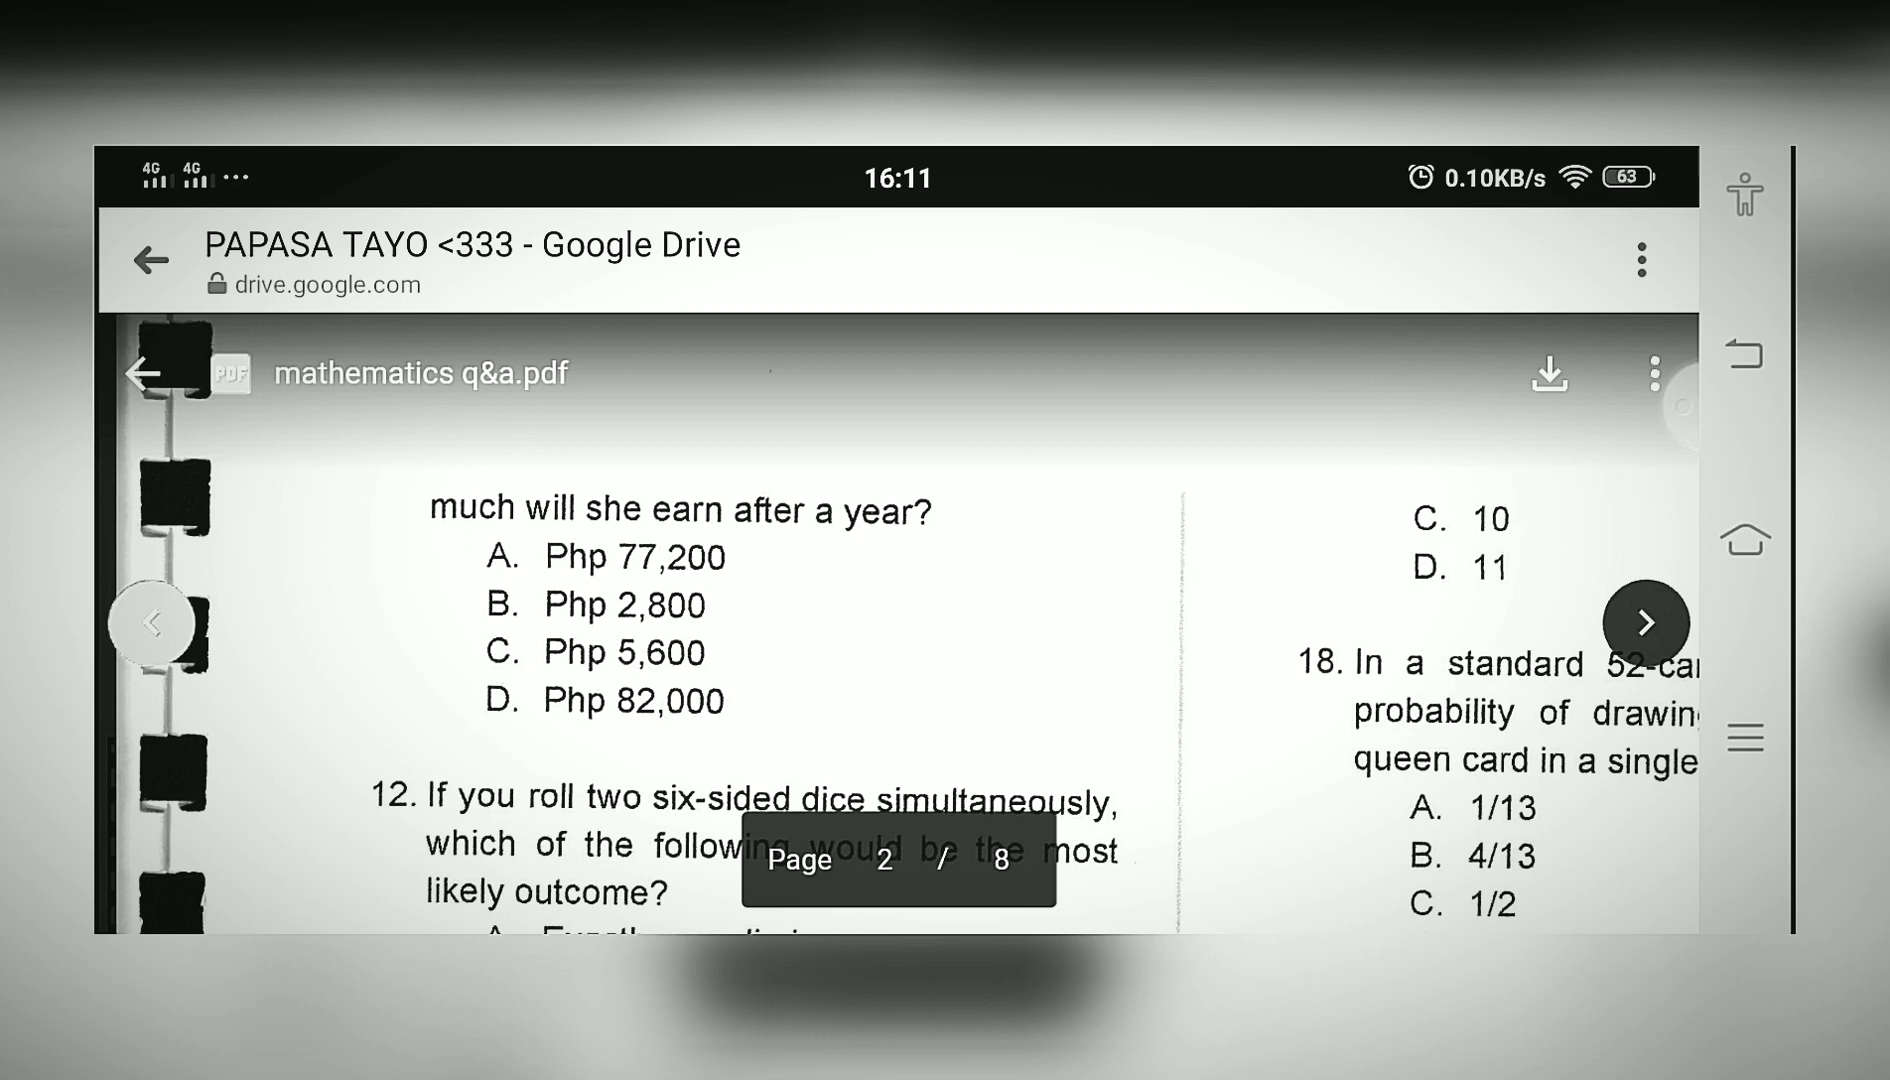 4G 4G ... 16:11 0.10KB/s 63
PAPASA TAYO <333 - Google Drive
drive.google.com
PDF mathematics q&a.pdf
much will she earn after a year?
A. Php 77,200
B. Php 2,800
C. Php 5,600
D. Php 82,000
12. If you roll two six-sided dice simultaneously,
which of the following would be the most
likely outcome?
A.
Page 2 / 8
C. 10
D. 11
18. In a standard
probability of
queen card in a single
A. 1/13
B. 4/13
C. 1/2